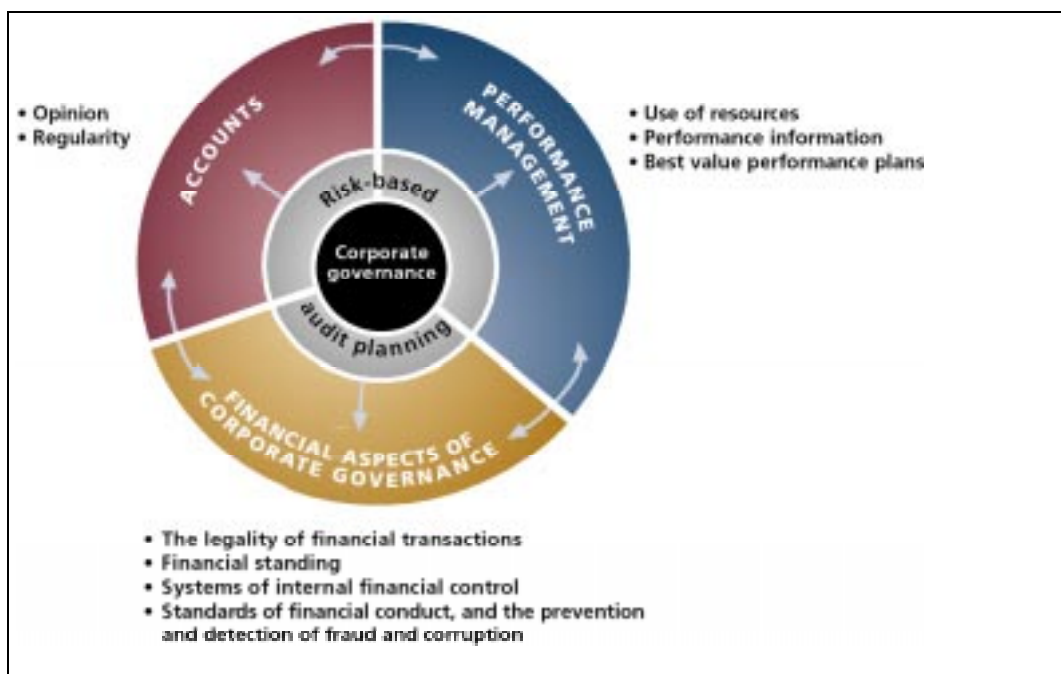 • Opinion
• Regularity
ACCOUNTS
PERFORMANCE
MANAGEMENT
• Use of resources
• Performance information
• Best value performance plans
Risk-based
Corporate
governance
audit planning
FINANCIAL ASPECTS OF
CORPORATE GOVERNANCE
• The legality of financial transactions
• Financial standing
• Systems of internal financial control
• Standards of financial conduct, and the prevention
and detection of fraud and corruption